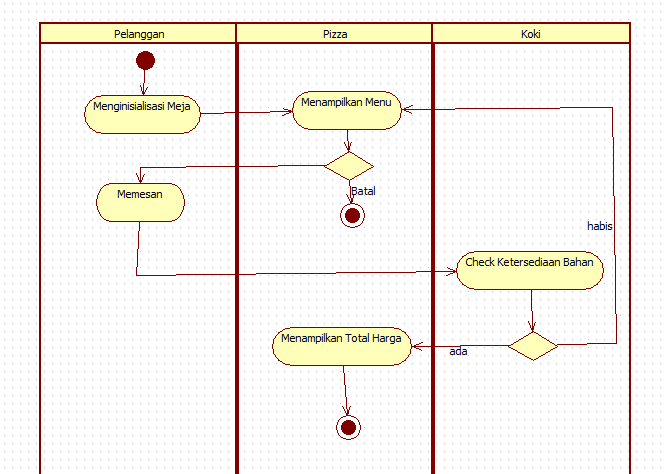 Pelanggan
Pizza
Koki
Menginisialisasi Meja
Menampilkan Menu
Memesan
Batal
habis
Check Ketersediaan Bahan
Menampilkan Total Harga
ada